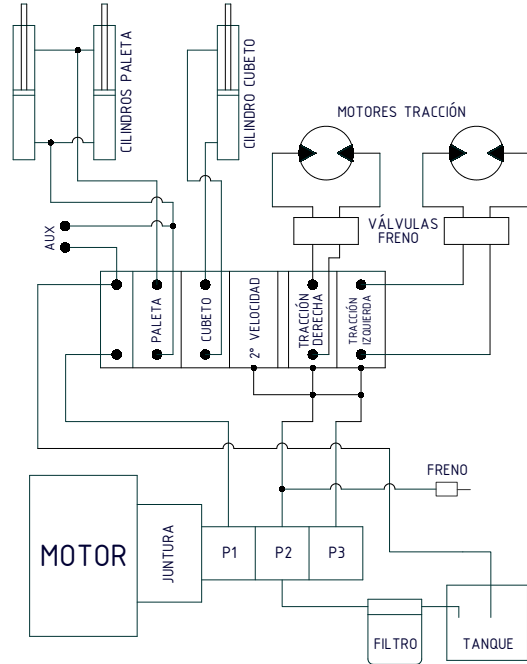 CILINDROS PALETA
CILINDRO CUBETO
MOTORES TRACCIÓN
VÁLVULAS
FRENO
AUX
PALETA
CUBETO
2º VELOCIDAD
TRACCIÓN
DERECHA
TRACCIÓN
IZQUIERDA
FRENO
MOTOR
JUNTURA
P1
P2
P3
FILTRO
TANQUE